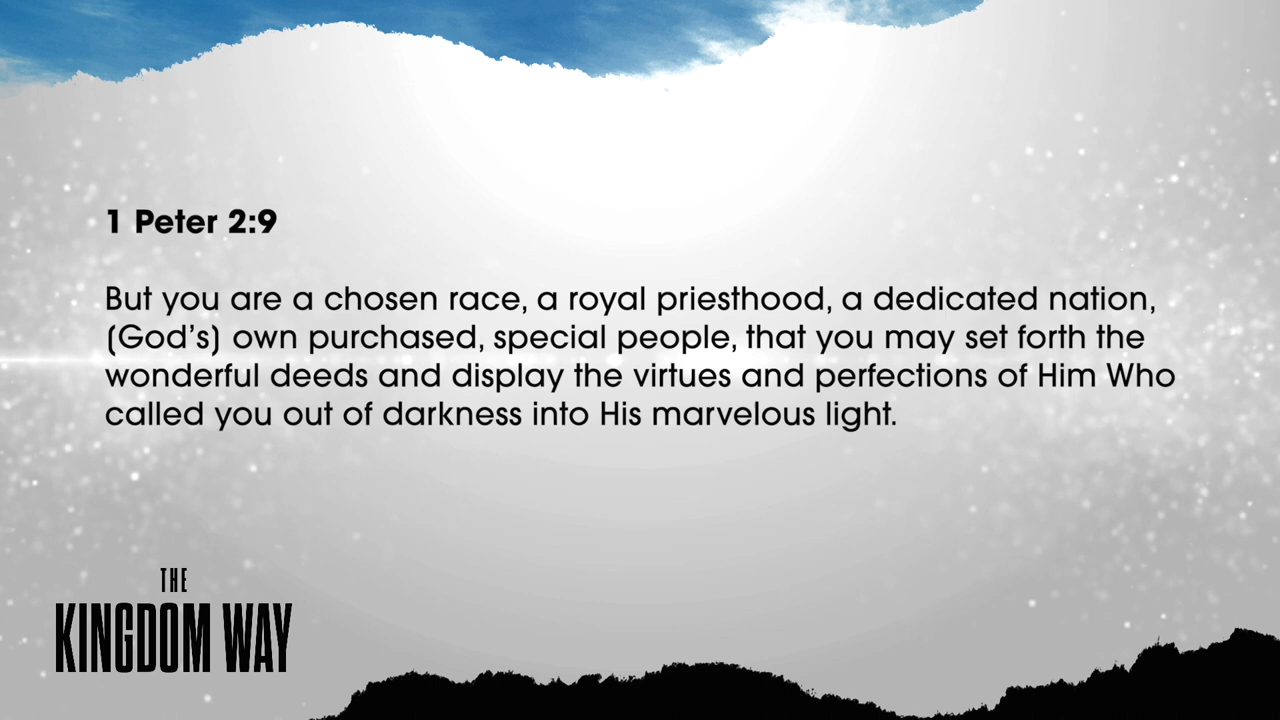 1 Peter 2:9
But you are a chosen race, a royal priesthood, a dedicated nation,
(God’s) own purchased, special people, that you may set forth the
wonderful deeds and display the virtues and perfections of Him Who
called you out of darkness into His marvelous light.
THE
KINGDOM WAY